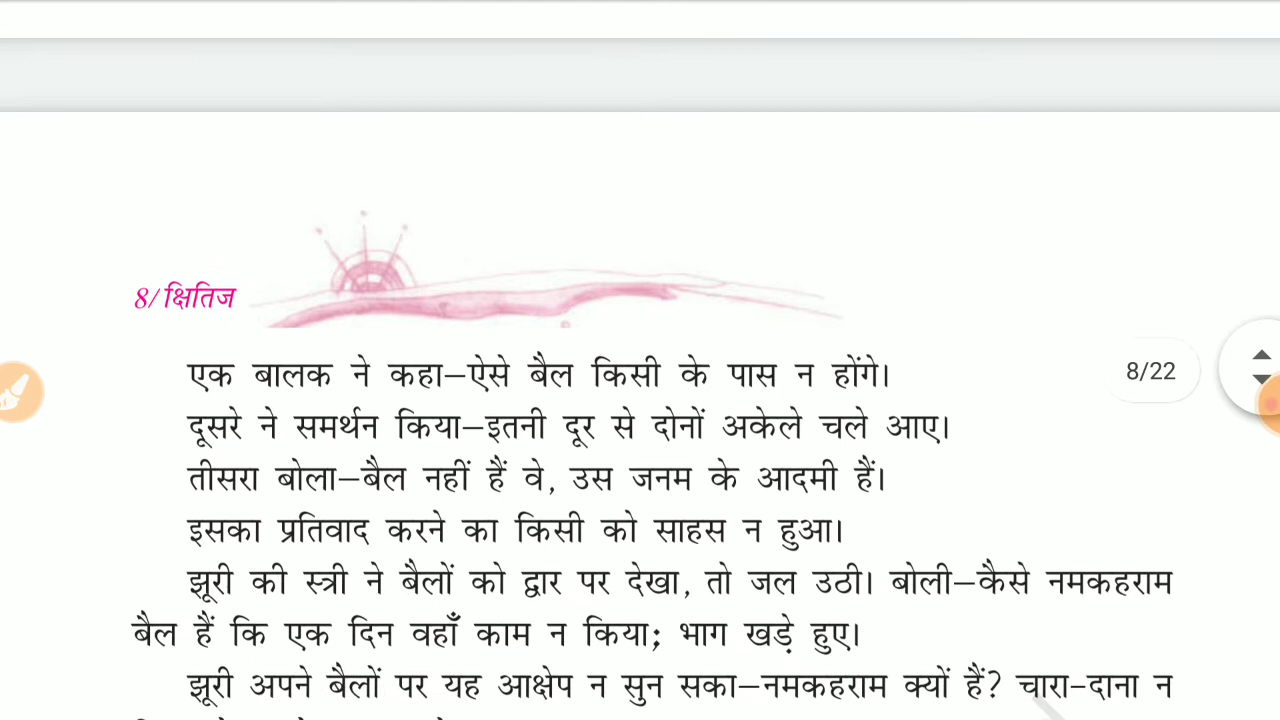 8/क्षितिज
एक बालक ने कहा–ऐसे बैल किसी के पास न होंगे।
8/22
दूसरे ने समर्थन किया–इतनी दूर से दोनों अकेले चले आए।
तीसरा बोला–बैल नहीं हैं वे, उस जनम के आदमी हैं।
इसका प्रतिवाद करने का किसी को साहस न हुआ।
झूरी की स्त्री ने बैलों को द्वार पर देखा, तो जल उठी। बोली–कैसे नमकहराम
बैल हैं कि एक दिन वहाँ काम न किया; भाग खड़े हुए।
झूरी अपने बैलों पर यह आक्षेप न सुन सका–नमकहराम क्यों हैं? चारा-दाना न